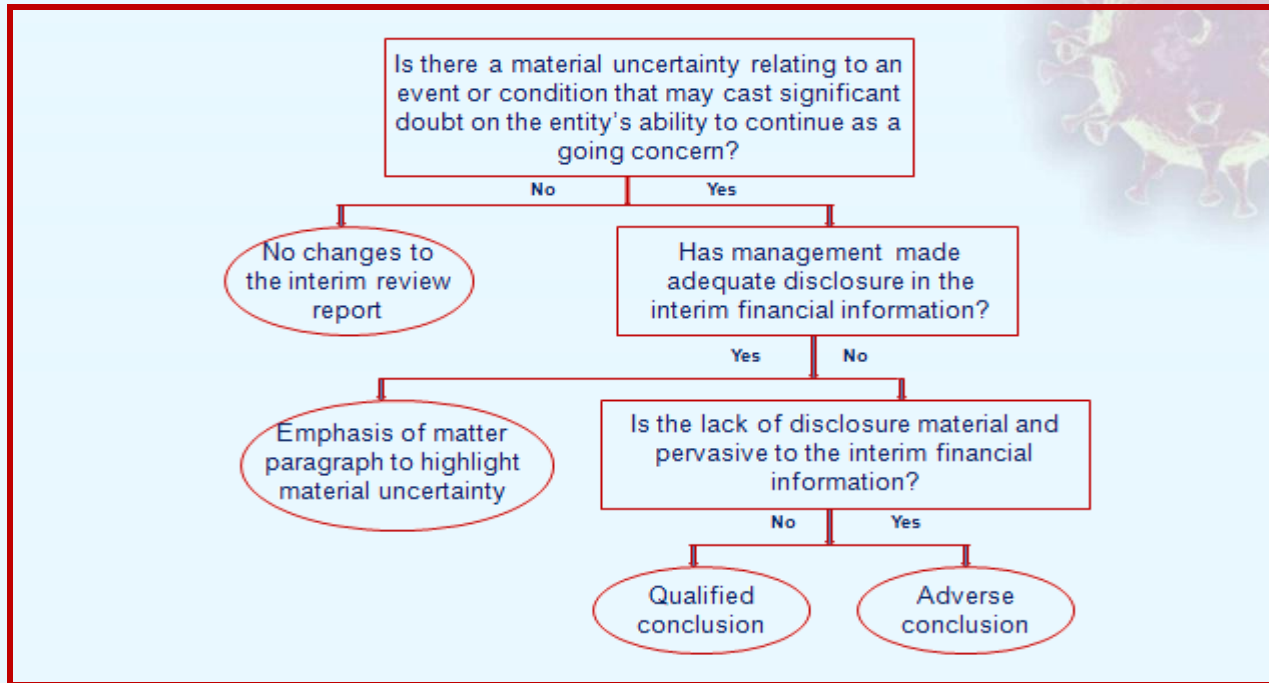 Is there a material uncertainty relating to an
event or condition that may cast significant
doubt on the entity's ability to continue as a
going concern?
No
Yes
No changes to
the interim review
report
Has management made
adequate disclosure in the
interim financial information?
Yes
No
Emphasis of matter
paragraph to highlight
material uncertainty
Is the lack of disclosure material and
pervasive to the interim financial
information?
No
Yes
Qualified
conclusion
Adverse
conclusion